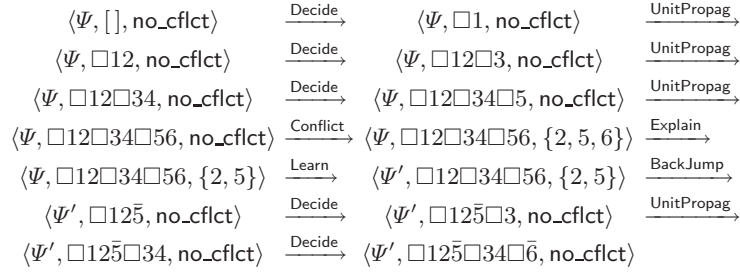 ⟨Ψ, [ ], no_cflct⟩ Decide→ ⟨Ψ, □1, no_cflct⟩ UnitPropag→
⟨Ψ, □12, no_cflct⟩ Decide→ ⟨Ψ, □12□3, no_cflct⟩ UnitPropag→
⟨Ψ, □12□34, no_cflct⟩ Decide→ ⟨Ψ, □12□34□5, no_cflct⟩ UnitPropag→
⟨Ψ, □12□34□56, no_cflct⟩ Conflict→ ⟨Ψ, □12□34□56, {2, 5, 6}⟩ Explain→
⟨Ψ, □12□34□56, {2, 5}⟩ Learn→ ⟨Ψ′, □12□34□56, {2, 5}⟩ BackJump→
⟨Ψ′, □125̄, no_cflct⟩ Decide→ ⟨Ψ′, □125̄□3, no_cflct⟩ UnitPropag→
⟨Ψ′, □125̄□34, no_cflct⟩ Decide→ ⟨Ψ′, □125̄□34□6̄, no_cflct⟩